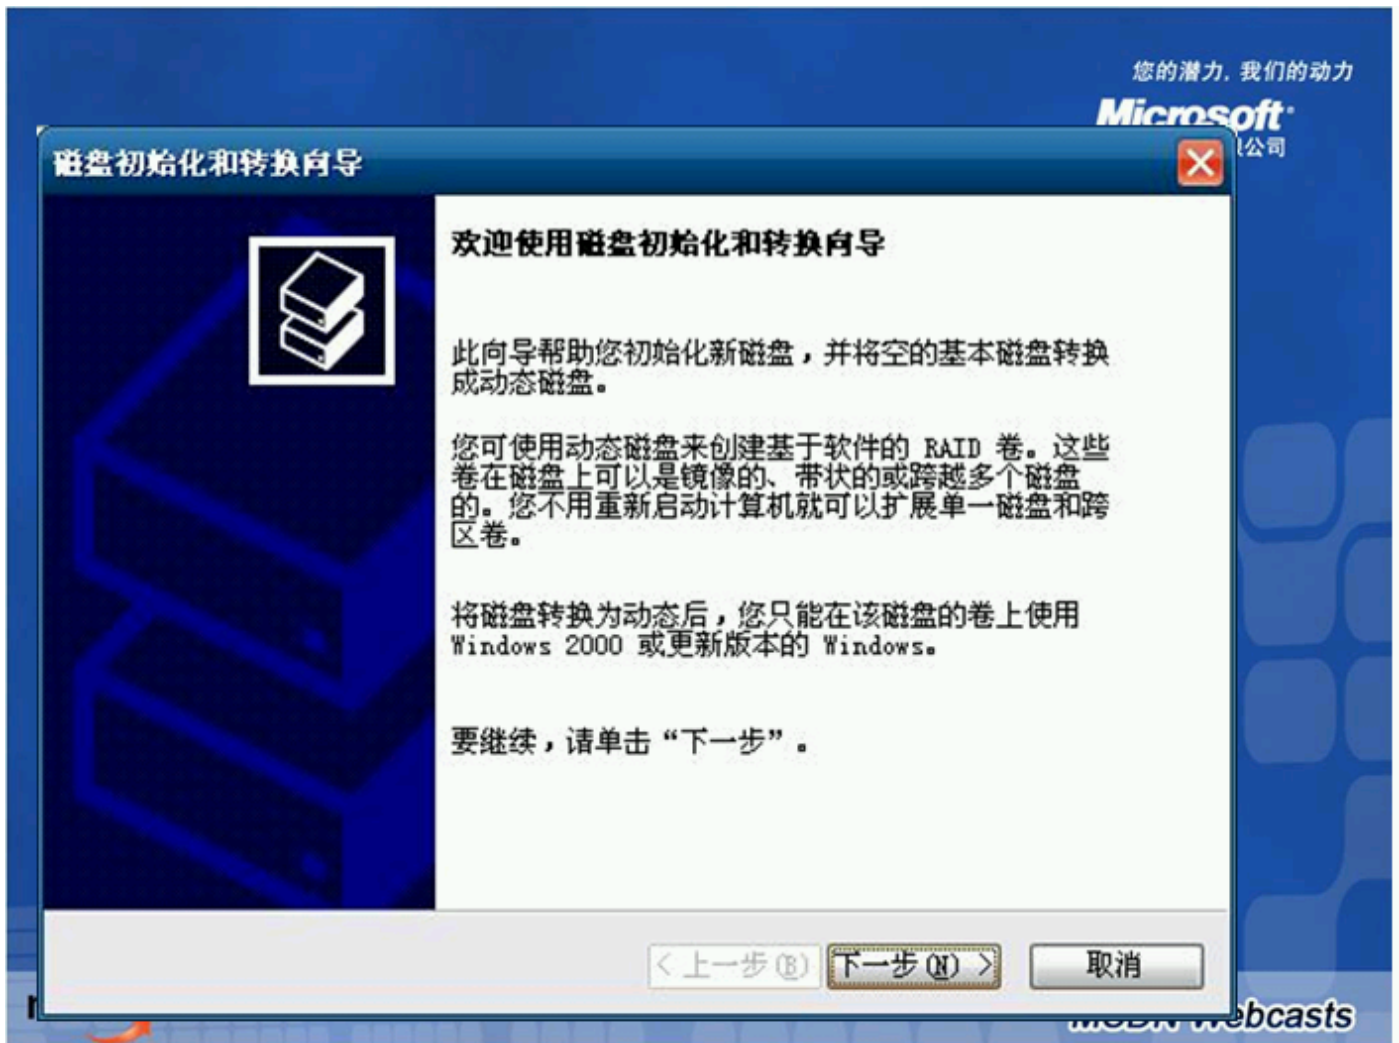 您的潜力, 我们的动力
Microsoft
公司
磁盘初始化和转换向导
欢迎使用磁盘初始化和转换向导
此向导帮助您初始化新磁盘，并将空的基本磁盘转换
成动态磁盘。
您可使用动态磁盘来创建基于软件的 RAID 卷。这些
卷在磁盘上可以是镜像的、带状的或跨越多个磁盘
的。您不用重新启动计算机就可以扩展单一磁盘和跨
区卷。
将磁盘转换为动态后，您只能在该磁盘的卷上使用
Windows 2000 或更新版本的 Windows。
要继续，请单击“下一步”。
< 上一步(B)
下一步(N) >
取消
MSDN Webcasts